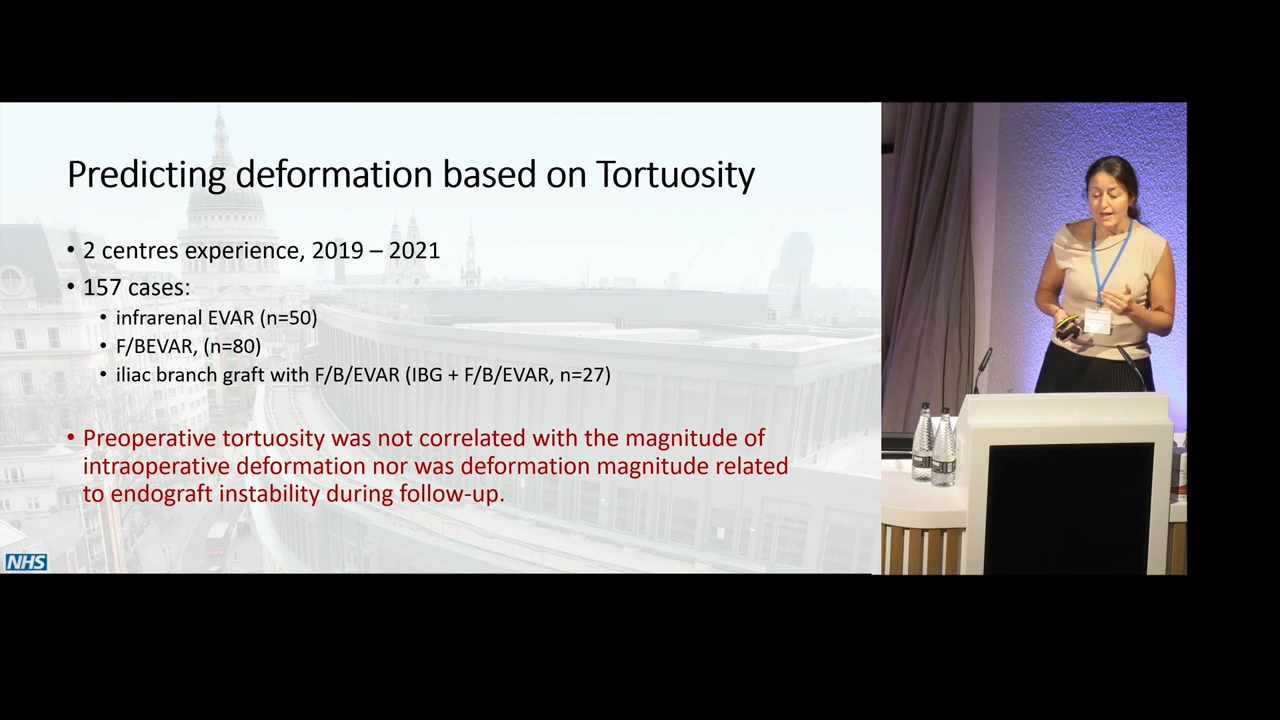 Predicting deformation based on Tortuosity
• 2 centres experience, 2019 – 2021
• 157 cases:
• infrarenal EVAR (n=50)
• F/BEVAR, (n=80)
• iliac branch graft with F/B/EVAR (IBG + F/B/EVAR, n=27)
• Preoperative tortuosity was not correlated with the magnitude of
intraoperative deformation nor was deformation magnitude related
to endograft instability during follow-up.
NHS